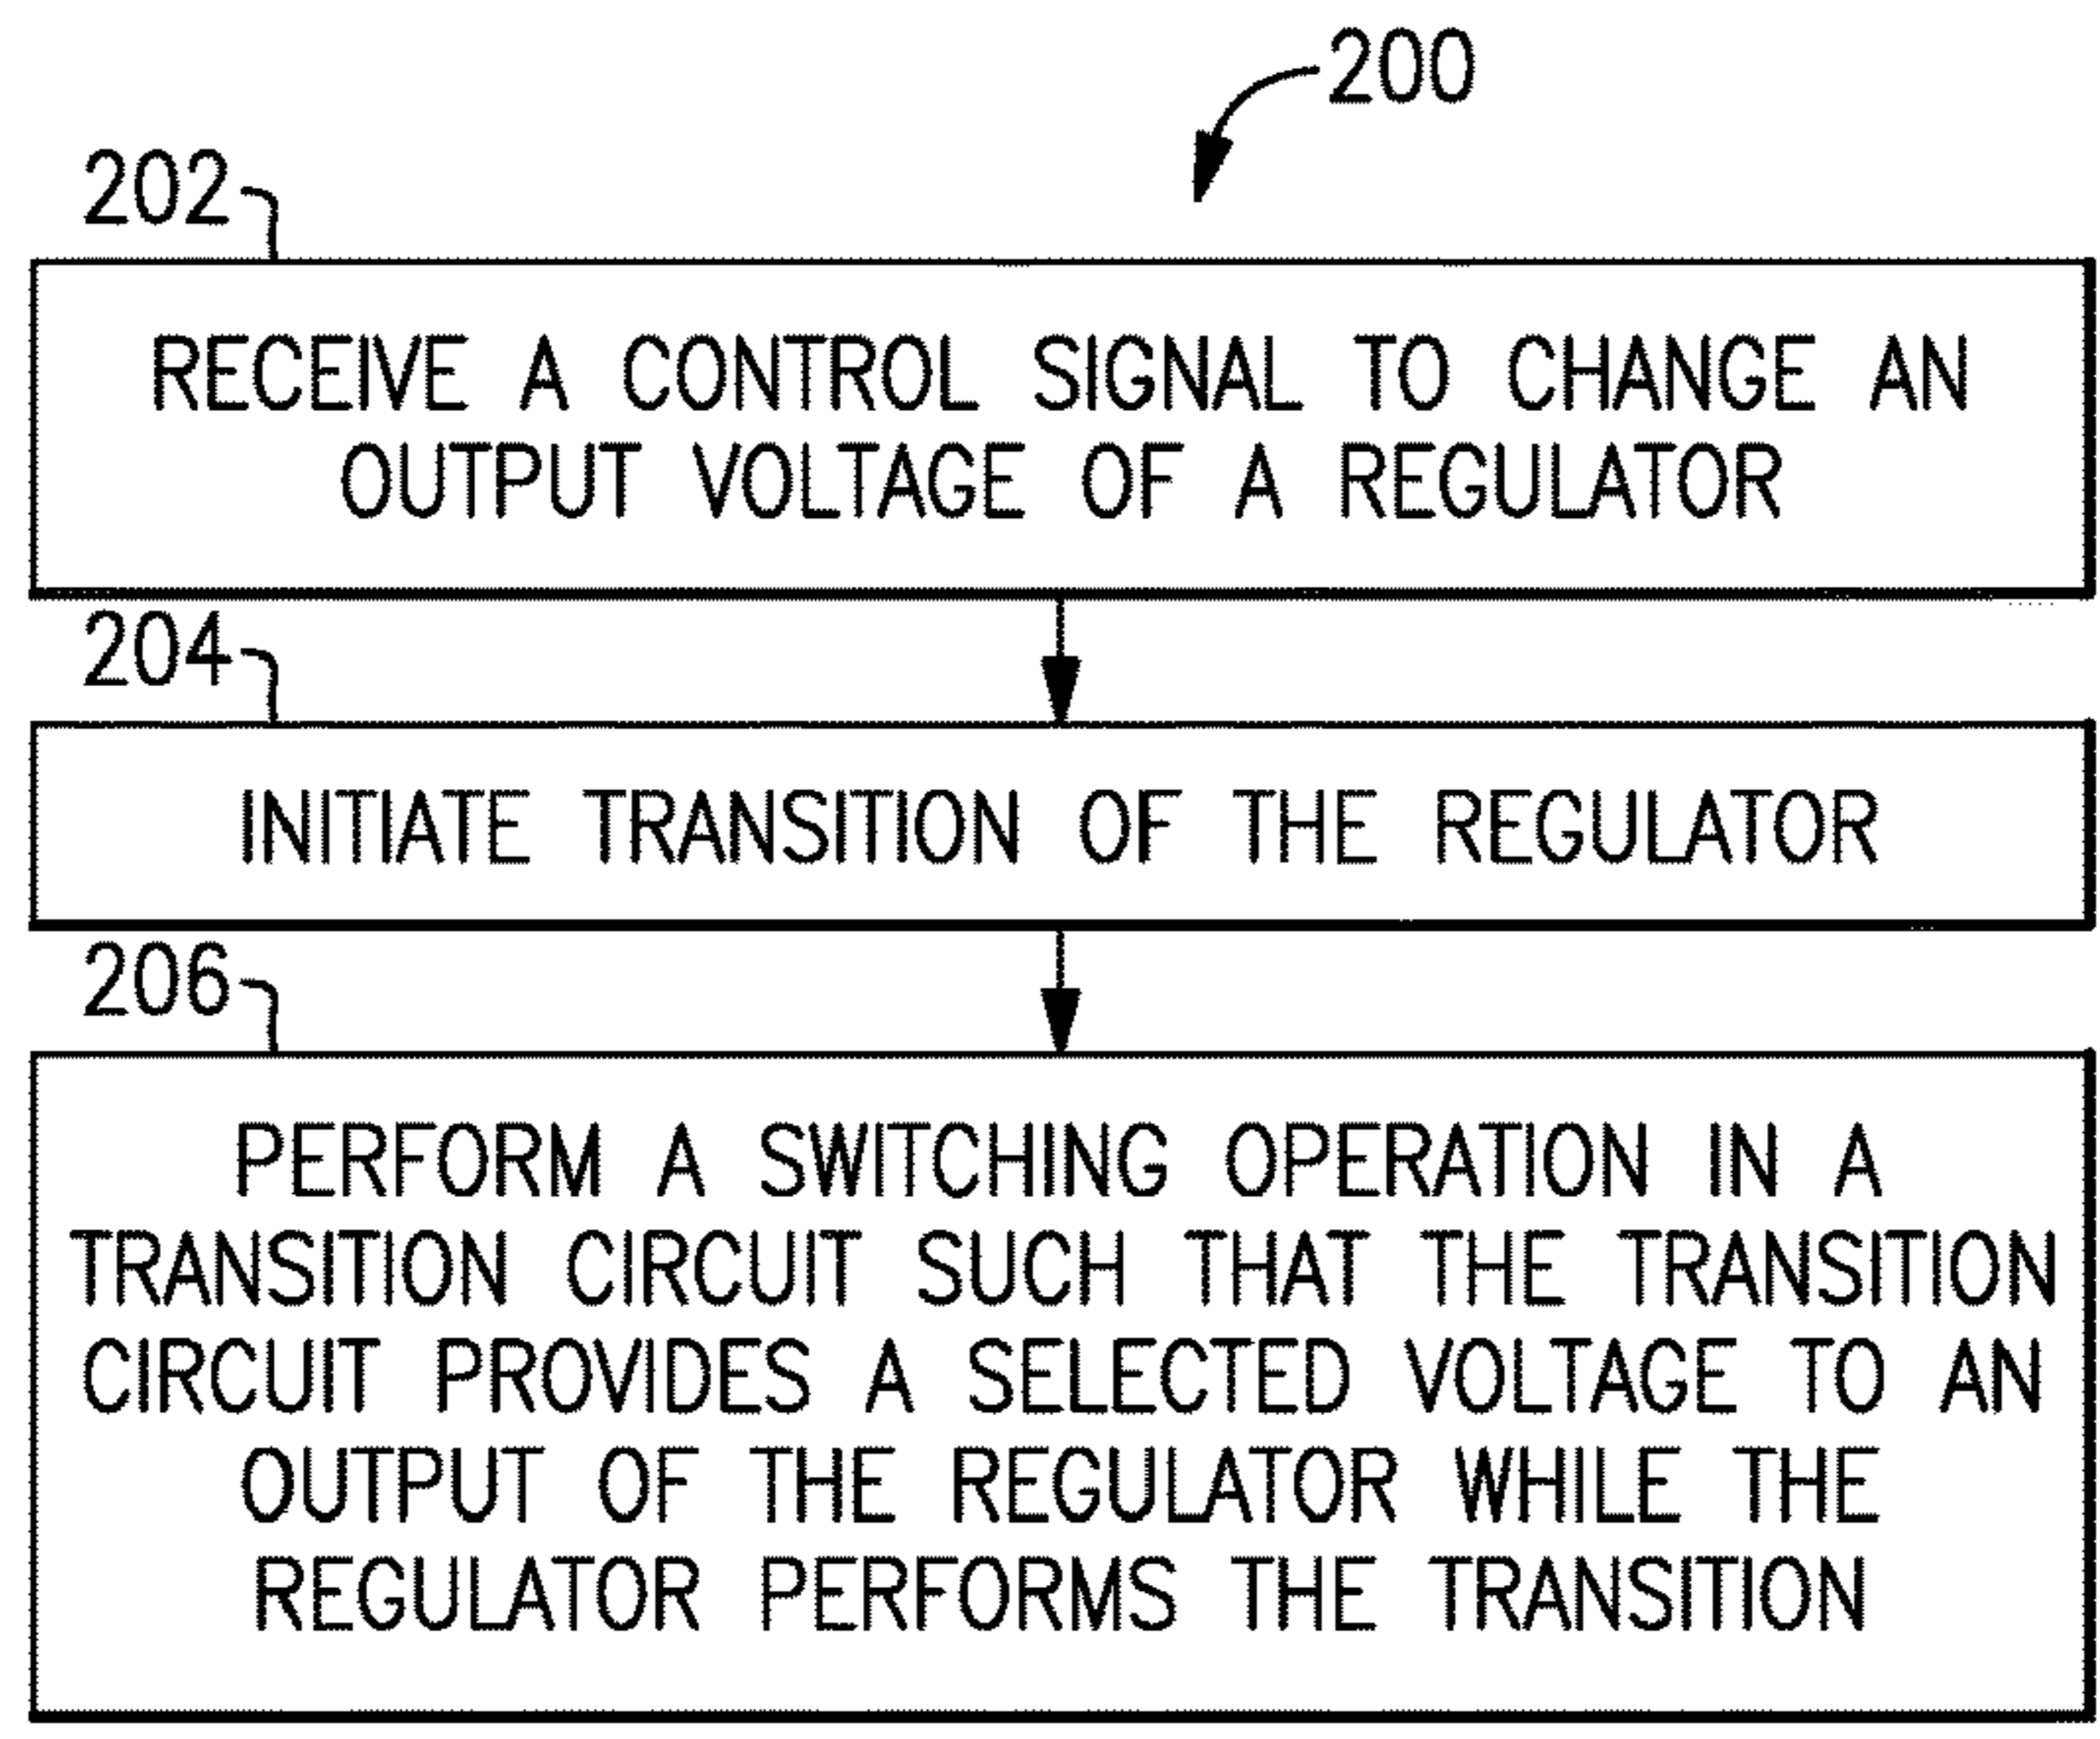 200
202
RECEIVE A CONTROL SIGNAL TO CHANGE AN
OUTPUT VOLTAGE OF A REGULATOR
204
INITIATE TRANSITION OF THE REGULATOR
206
PERFORM A SWITCHING OPERATION IN A
TRANSITION CIRCUIT SUCH THAT THE TRANSITION
CIRCUIT PROVIDES A SELECTED VOLTAGE TO AN
OUTPUT OF THE REGULATOR WHILE THE
REGULATOR PERFORMS THE TRANSITION